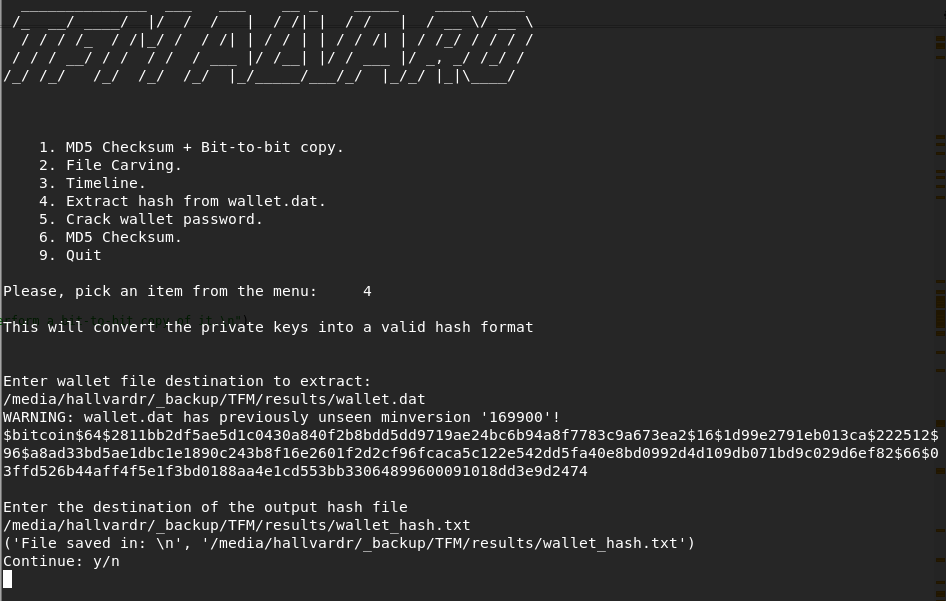 TFM HALLVARD
1. MD5 Checksum + Bit-to-bit copy.
2. File Carving.
3. Timeline.
4. Extract hash from wallet.dat.
5. Crack wallet password.
6. MD5 Checksum.
9. Quit
Please, pick an item from the menu:     4
This will convert the private keys into a valid hash format
Enter wallet file destination to extract:
/media/hallvardr/_backup/TFM/results/wallet.dat
WARNING: wallet.dat has previously unseen minversion '169900'!
$bitcoin$64$2811bb2df5ae5d1c0430a840f2b8bdd5dd9719ae24bc6b94a8f7783c9a673ea2$16$1d99e2791eb013ca$222512$
96$a8ad33bd5ae1dbc1e1890c243b8f16e2601f2d2cf96fcaca5c122e542dd5fa40e8bd0992d4d109db071bd9c029d6ef82$66$0
3ffd526b44aff4f5e1f3bd0188aa4e1cd553bb33064899600091018dd3e9d2474
Enter the destination of the output hash file
/media/hallvardr/_backup/TFM/results/wallet_hash.txt
('File saved in: \n', '/media/hallvardr/_backup/TFM/results/wallet_hash.txt')
Continue: y/n